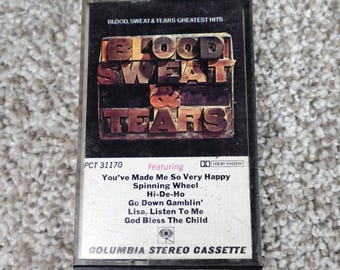 BLOOD, SWEAT & TEARS GREATEST HITS
BLOOD
SWEAT
&
TEARS
PCT 31170 Featuring DOLBY SYSTEM
You've Made Me So Very Happy
Spinning Wheel
Hi-De-Ho
Go Down Gamblin'
Lisa, Listen To Me
God Bless The Child
COLUMBIA STEREO CASSETTE